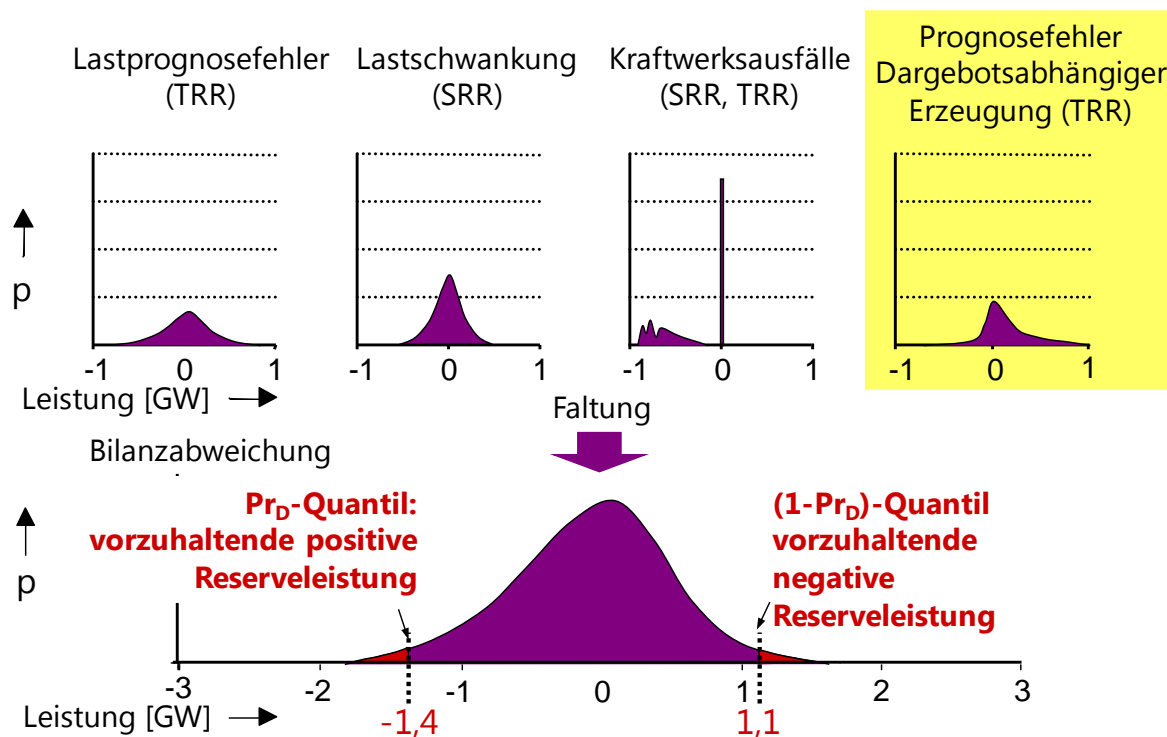 Lastprognosefehler
(TRR)
Lastschwankung
(SRR)
Kraftwerksausfälle
(SRR, TRR)
Prognosefehler
Dargebotsabhängiger
Erzeugung (TRR)
p
-1 0 1
-1 0 1
-1 0 1
-1 0 1
Leistung [GW]
Faltung
Bilanzabweichung
p
Pr_D-Quantil:
vorzuhaltende positive
Reserveleistung
(1-Pr_D)-Quantil
vorzuhaltende
negative
Reserveleistung
-3 -2 -1 0 1 2 3
Leistung [GW]
-1,4 1,1